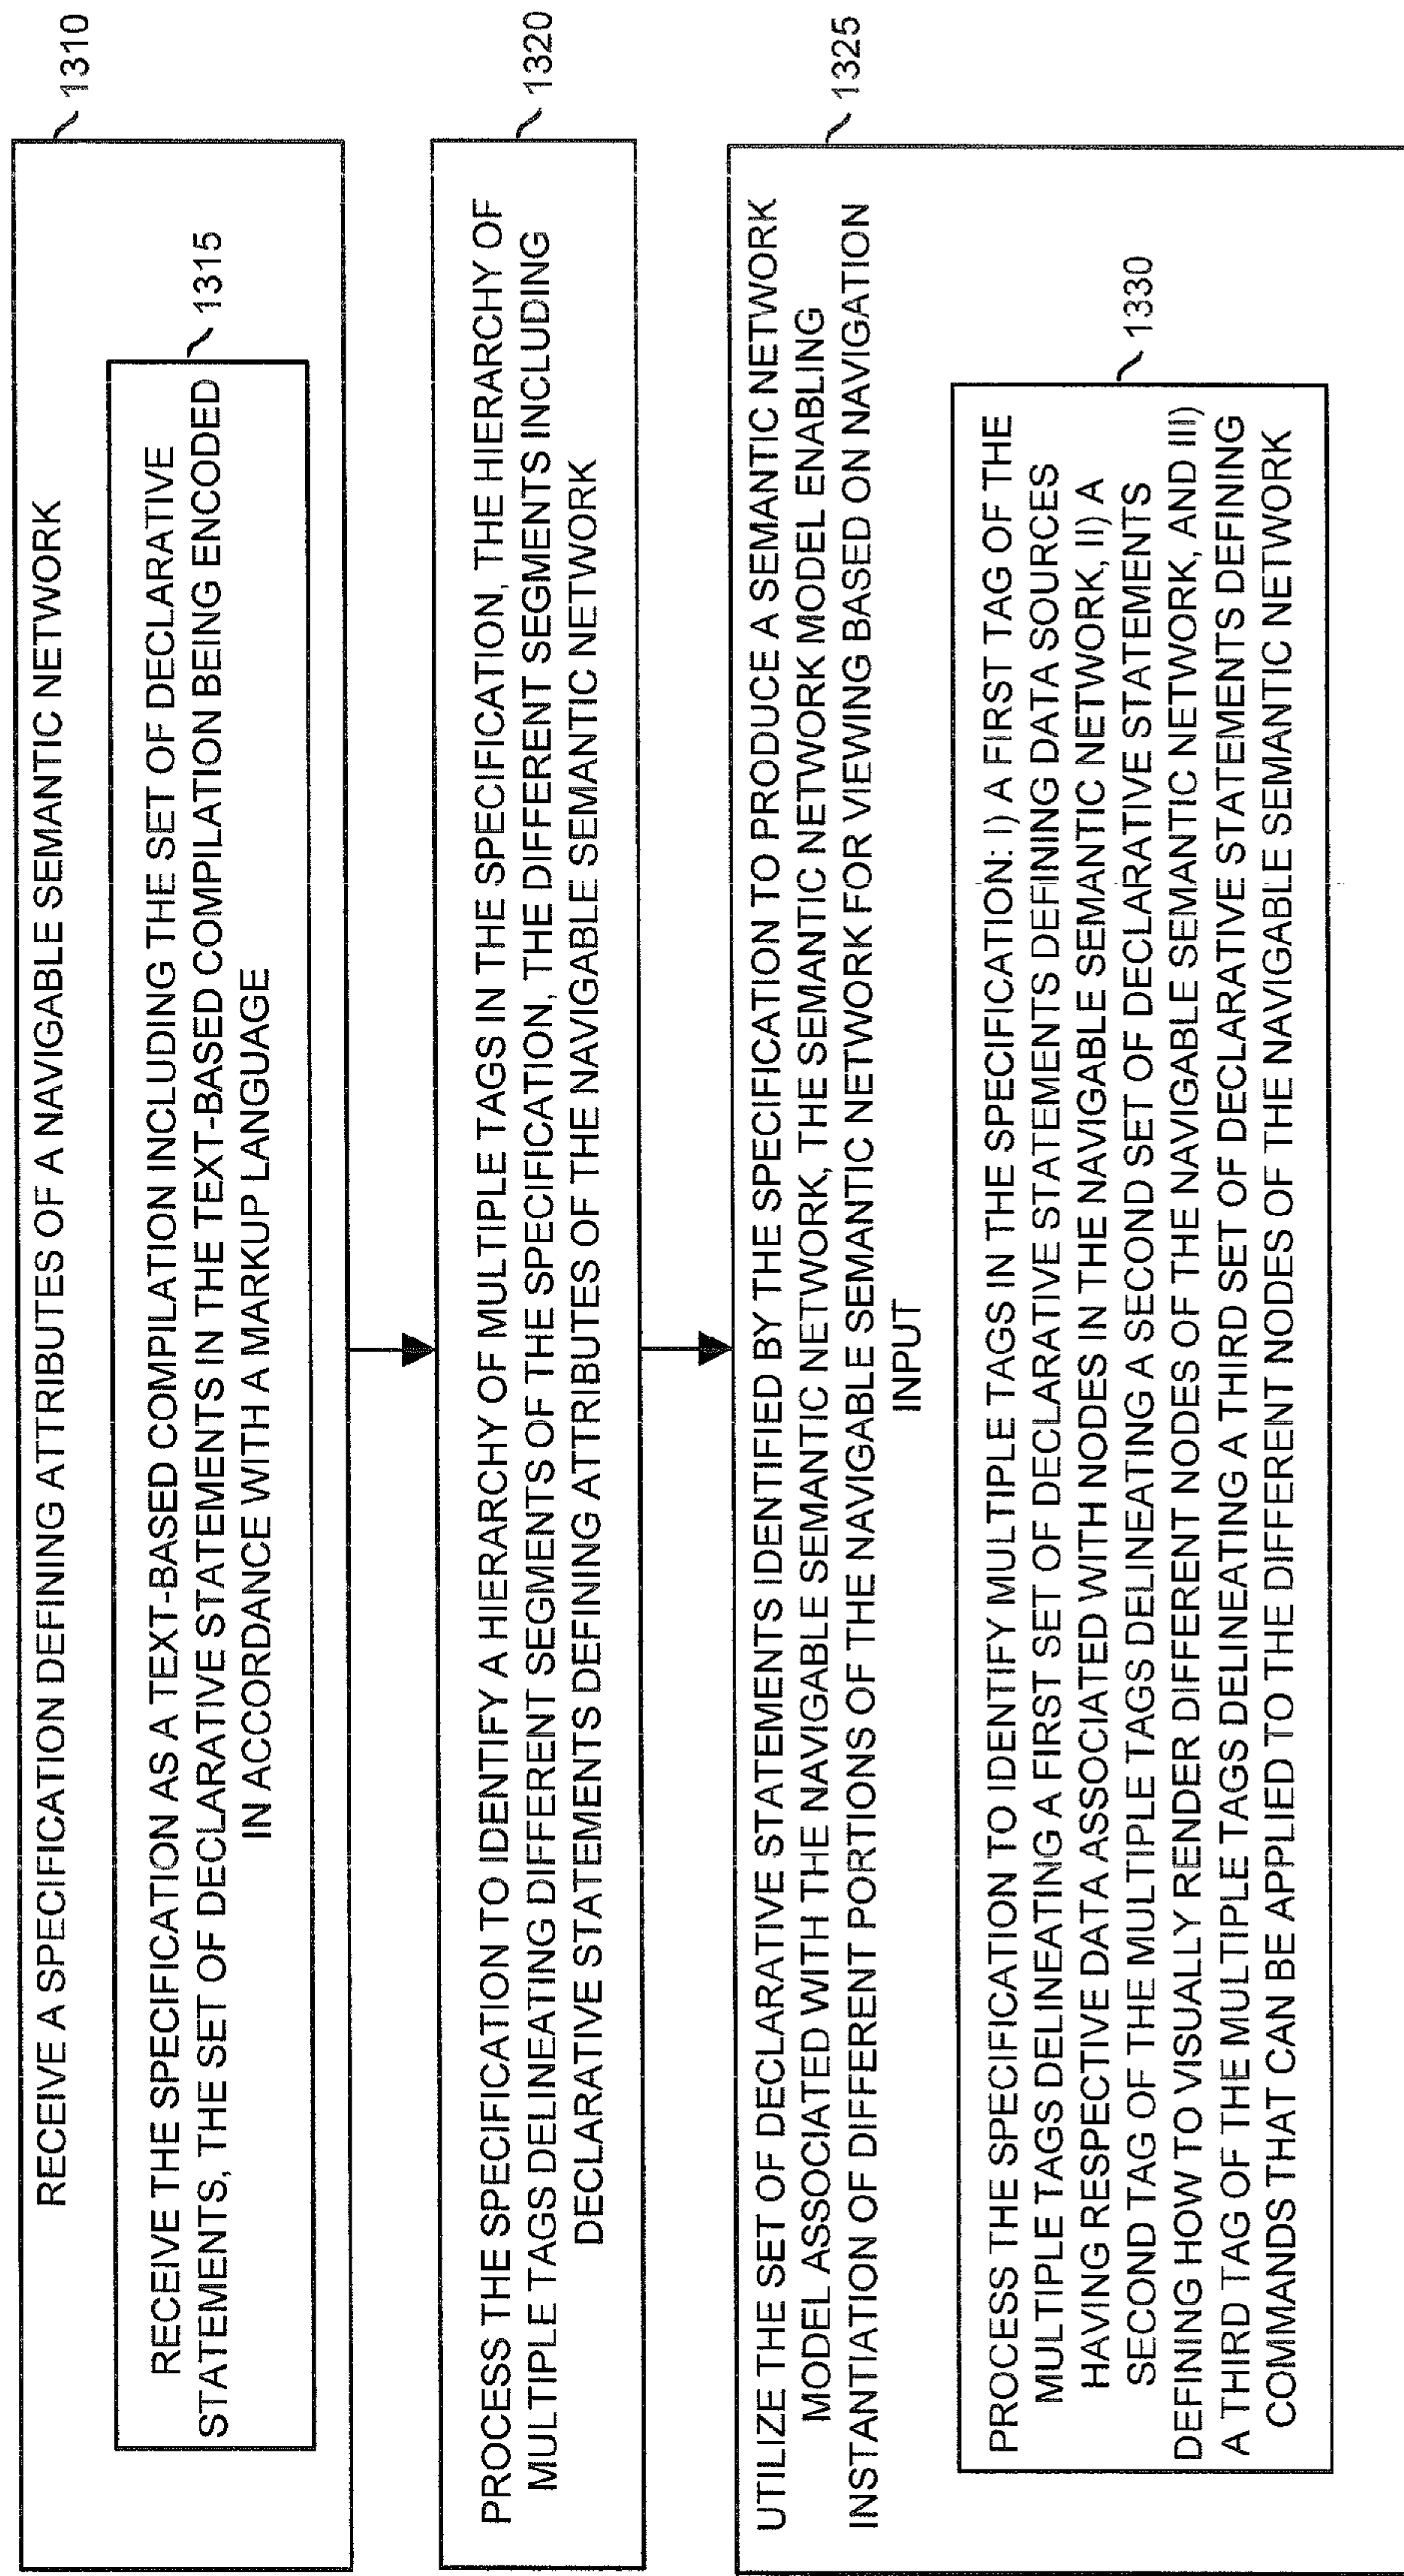 RECEIVE A SPECIFICATION DEFINING ATTRIBUTES OF A NAVIGABLE SEMANTIC NETWORK
1310
RECEIVE THE SPECIFICATION AS A TEXT-BASED COMPILATION INCLUDING THE SET OF DECLARATIVE
STATEMENTS, THE SET OF DECLARATIVE STATEMENTS IN THE TEXT-BASED COMPILATION BEING ENCODED
IN ACCORDANCE WITH A MARKUP LANGUAGE
1315
PROCESS THE SPECIFICATION TO IDENTIFY A HIERARCHY OF MULTIPLE TAGS IN THE SPECIFICATION, THE HIERARCHY OF
MULTIPLE TAGS DELINEATING DIFFERENT SEGMENTS OF THE SPECIFICATION, THE DIFFERENT SEGMENTS INCLUDING
DECLARATIVE STATEMENTS DEFINING ATTRIBUTES OF THE NAVIGABLE SEMANTIC NETWORK
1320
UTILIZE THE SET OF DECLARATIVE STATEMENTS IDENTIFIED BY THE SPECIFICATION TO PRODUCE A SEMANTIC NETWORK
MODEL ASSOCIATED WITH THE NAVIGABLE SEMANTIC NETWORK, THE SEMANTIC NETWORK MODEL ENABLING
INSTANTIATION OF DIFFERENT PORTIONS OF THE NAVIGABLE SEMANTIC NETWORK FOR VIEWING BASED ON NAVIGATION
INPUT
1325
PROCESS THE SPECIFICATION TO IDENTIFY MULTIPLE TAGS IN THE SPECIFICATION: I) A FIRST TAG OF THE
MULTIPLE TAGS DELINEATING A FIRST SET OF DECLARATIVE STATEMENTS DEFINING DATA SOURCES
HAVING RESPECTIVE DATA ASSOCIATED WITH NODES IN THE NAVIGABLE SEMANTIC NETWORK, II) A
SECOND TAG OF THE MULTIPLE TAGS DELINEATING A SECOND SET OF DECLARATIVE STATEMENTS
DEFINING HOW TO VISUALLY RENDER DIFFERENT NODES OF THE NAVIGABLE SEMANTIC NETWORK, AND III)
A THIRD TAG OF THE MULTIPLE TAGS DELINEATING A THIRD SET OF DECLARATIVE STATEMENTS DEFINING
COMMANDS THAT CAN BE APPLIED TO THE DIFFERENT NODES OF THE NAVIGABLE SEMANTIC NETWORK
1330